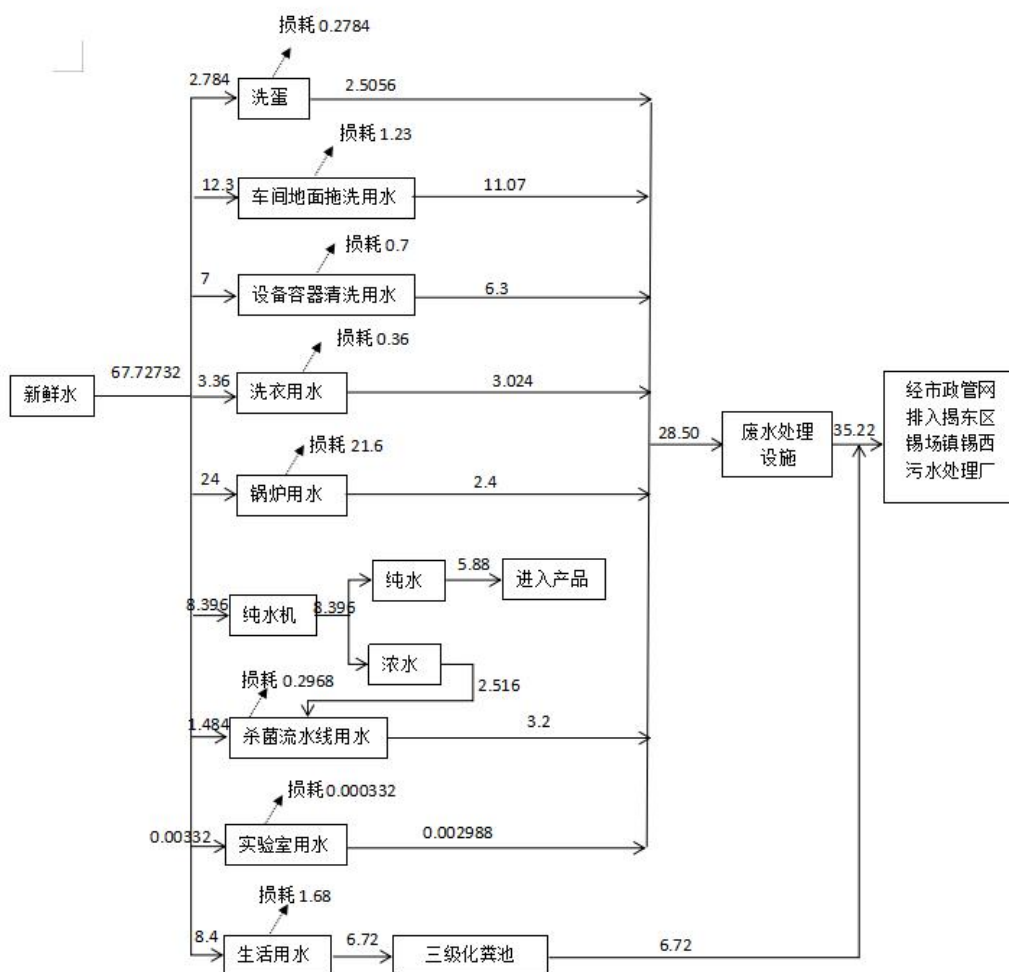 损耗 0.2784
2.784
洗蛋
2.5056
损耗 1.23
12.3
车间地面拖洗用水
11.07
损耗 0.7
7
设备容器清洗用水
6.3
损耗 0.36
新鲜水
67.72732
3.36
洗衣用水
3.024
损耗 21.6
24
锅炉用水
2.4
28.50
废水处理
设施
35.22
经市政管网
排入揭东区
锡场镇锡西
污水处理厂
8.396
纯水机
8.396
纯水
5.88
进入产品
浓水
2.516
损耗 0.2968
1.484
杀菌流水线用水
3.2
损耗 0.000332
0.00332
实验室用水
0.002988
损耗 1.68
8.4
生活用水
6.72
三级化粪池
6.72